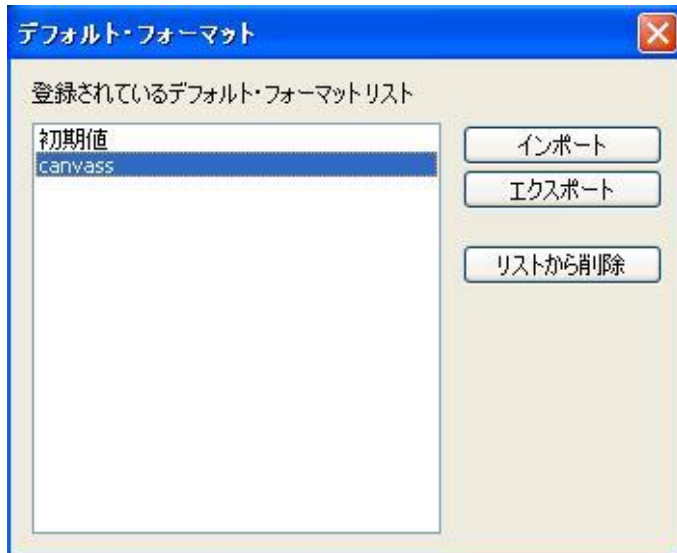 デフォルト・フォーマット
登録されているデフォルト・フォーマットリスト
初期値
canvass
インポート
エクスポート
リストから削除